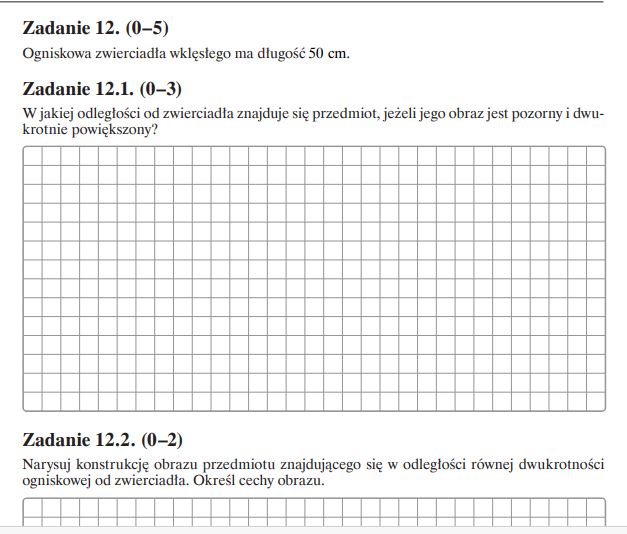 Zadanie 12. (0–5)
Ogniskowa zwierciadła wklęsłego ma długość 50 cm.
Zadanie 12.1. (0–3)
W jakiej odległości od zwierciadła znajduje się przedmiot, jeżeli jego obraz jest pozorny i dwu-
krotnie powiększony?
Zadanie 12.2. (0–2)
Narysuj konstrukcję obrazu przedmiotu znajdującego się w odległości równej dwukrotności
ogniskowej od zwierciadła. Określ cechy obrazu.